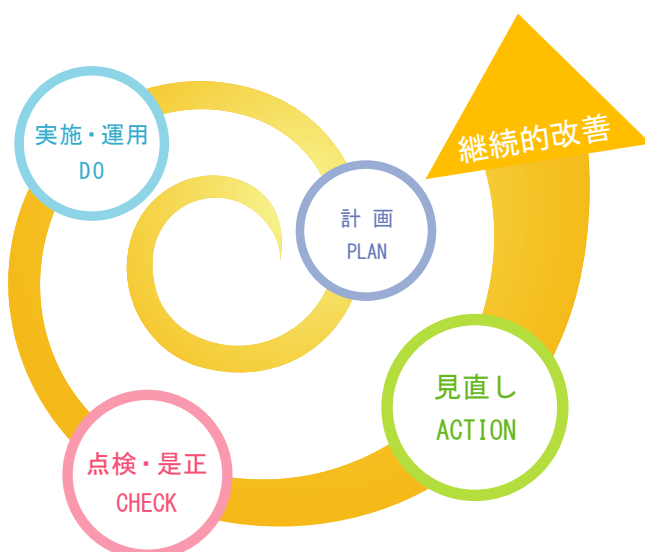 計 画
PLAN
実施・運用
DO
点検・是正
CHECK
見直し
ACTION
継続的改善